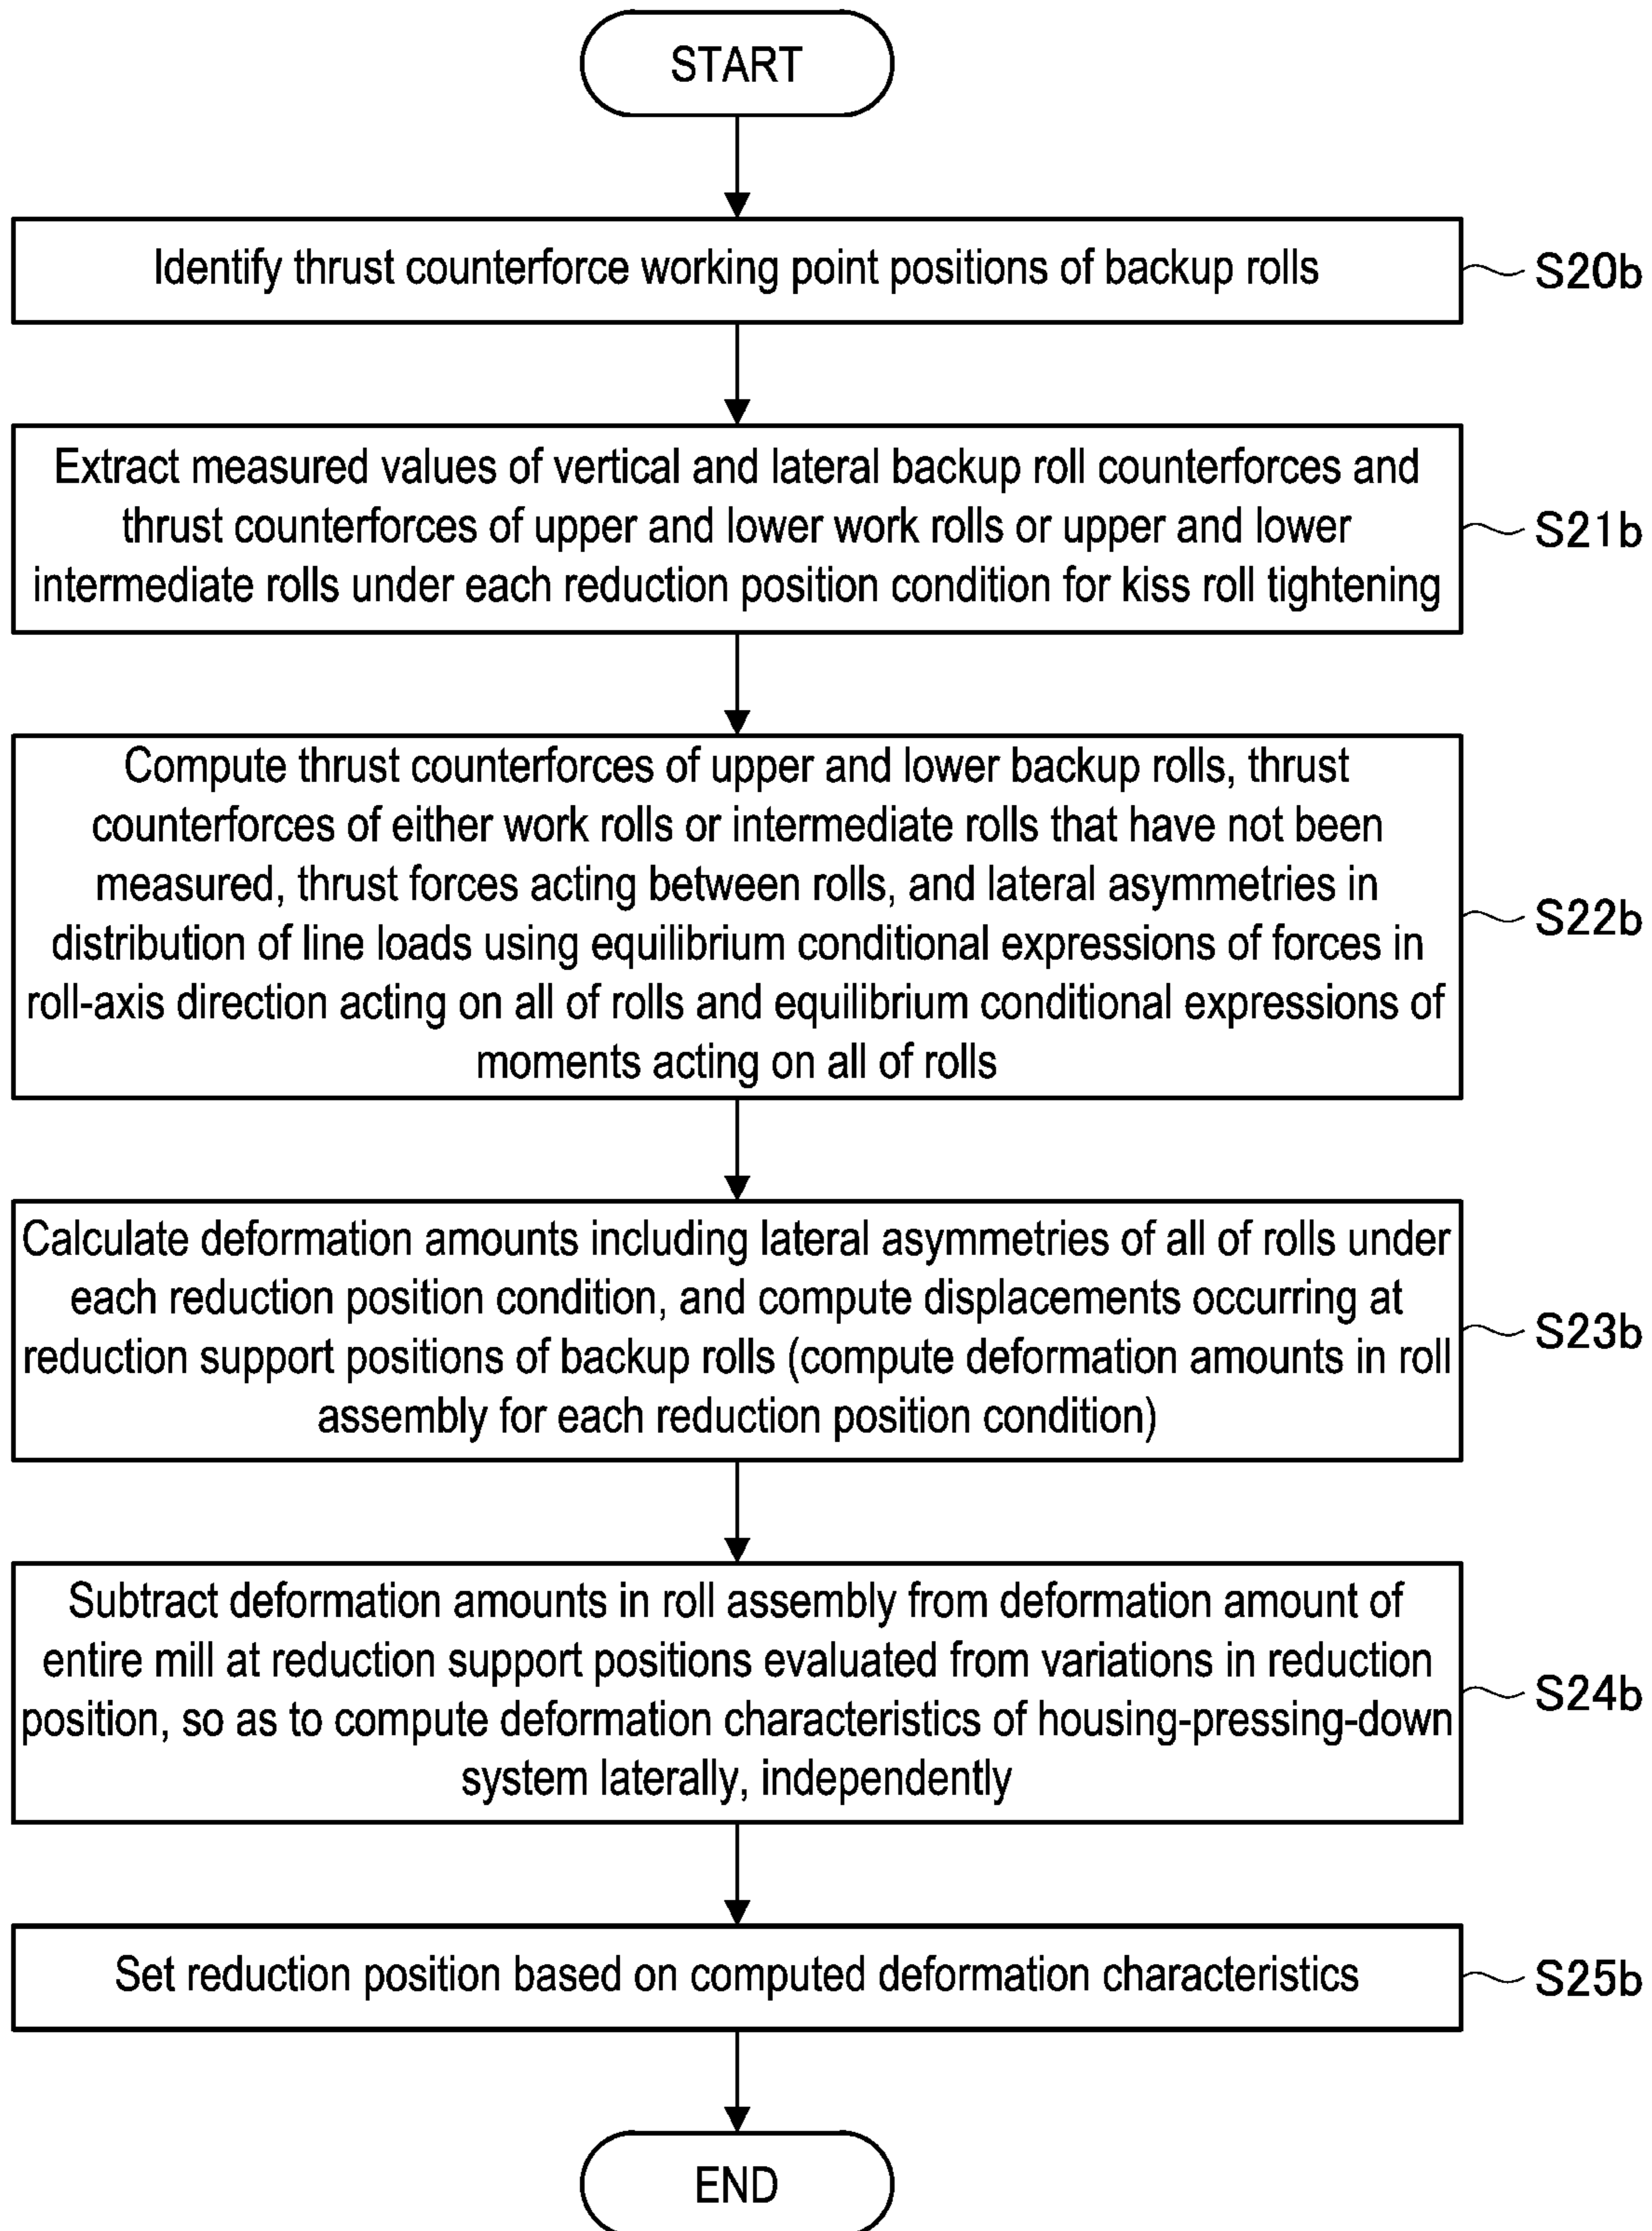 START
Identify thrust counterforce working point positions of backup rolls
S20b
Extract measured values of vertical and lateral backup roll counterforces and
thrust counterforces of upper and lower work rolls or upper and lower
intermediate rolls under each reduction position condition for kiss roll tightening
S21b
Compute thrust counterforces of upper and lower backup rolls, thrust
counterforces of either work rolls or intermediate rolls that have not been
measured, thrust forces acting between rolls, and lateral asymmetries in
distribution of line loads using equilibrium conditional expressions of forces in
roll-axis direction acting on all of rolls and equilibrium conditional expressions of
moments acting on all of rolls
S22b
Calculate deformation amounts including lateral asymmetries of all of rolls under
each reduction position condition, and compute displacements occurring at
reduction support positions of backup rolls (compute deformation amounts in roll
assembly for each reduction position condition)
S23b
Subtract deformation amounts in roll assembly from deformation amount of
entire mill at reduction support positions evaluated from variations in reduction
position, so as to compute deformation characteristics of housing-pressing-down
system laterally, independently
S24b
Set reduction position based on computed deformation characteristics
S25b
END